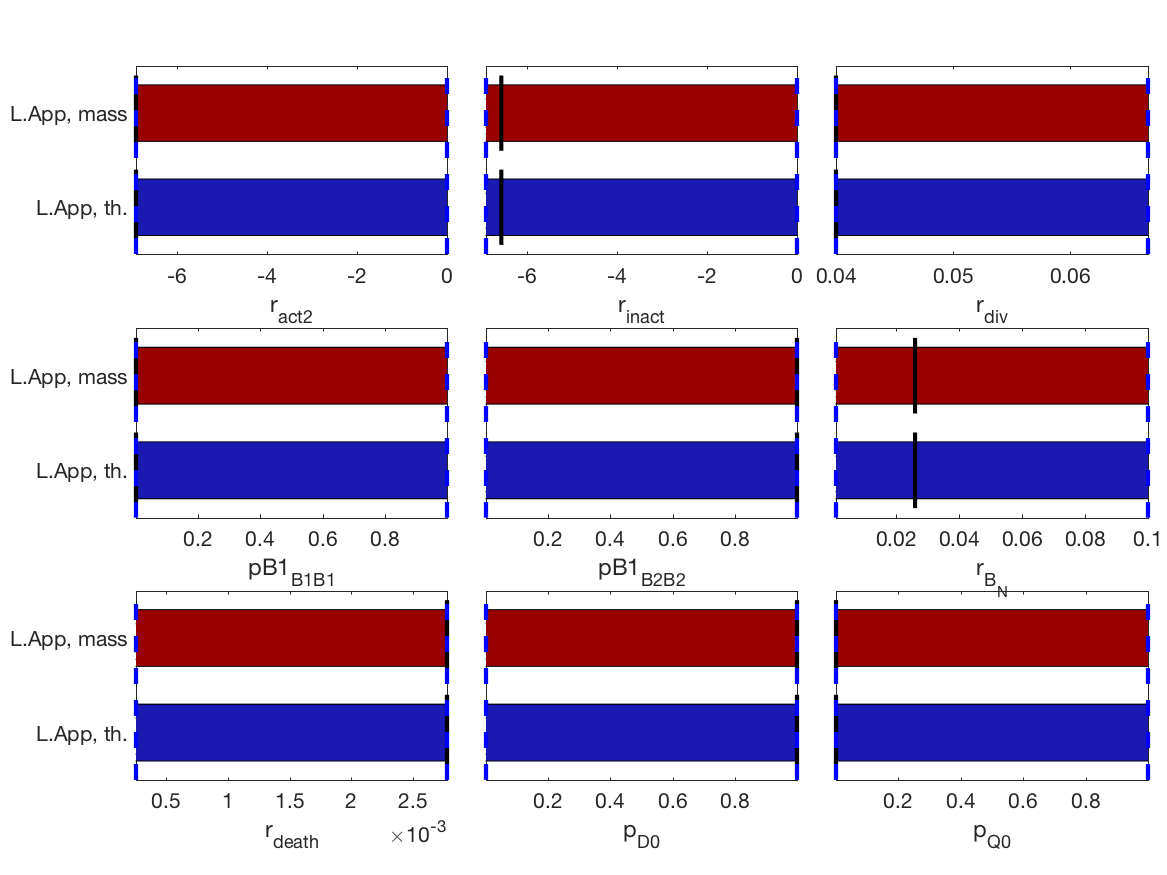 L.App, mass
L.App, th.
-6 -4 -2 0
r_act2
-6 -4 -2 0
r_inact
0.04 0.05 0.06
r_div
L.App, mass
L.App, th.
0.2 0.4 0.6 0.8
pB1_B1B1
0.2 0.4 0.6 0.8
pB1_B2B2
0.02 0.04 0.06 0.08 0.1
r_B_N
L.App, mass
L.App, th.
0.5 1 1.5 2 2.5
r_death
×10^-3
0.2 0.4 0.6 0.8
p_D0
0.2 0.4 0.6 0.8
p_Q0